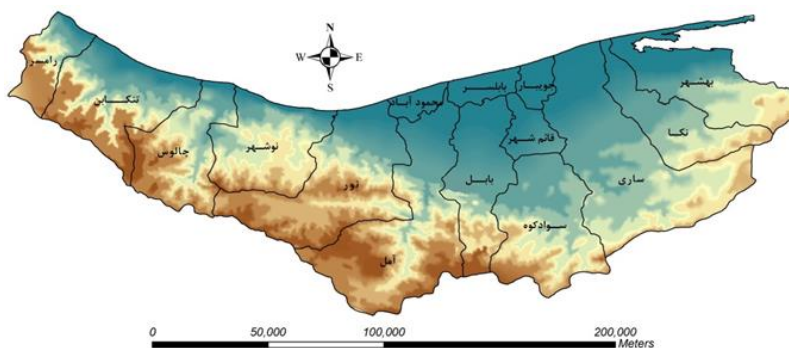 N
W E
S
رامسر
تنکابن
چالوس
نوشهر
نور
آمل
محمود آباد
بابلسر
جویبار
قائم شهر
بابل
سوادکوه
ساری
نکا
بهشهر
0 50,000 100,000 200,000
Meters